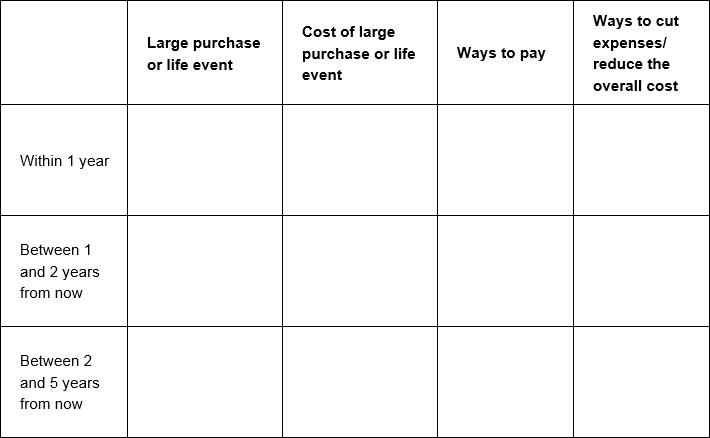 Large purchase
or life event
Cost of large
purchase or life
event
Ways to pay
Ways to cut
expenses/
reduce the
overall cost
Within 1 year
Between 1
and 2 years
from now
Between 2
and 5 years
from now